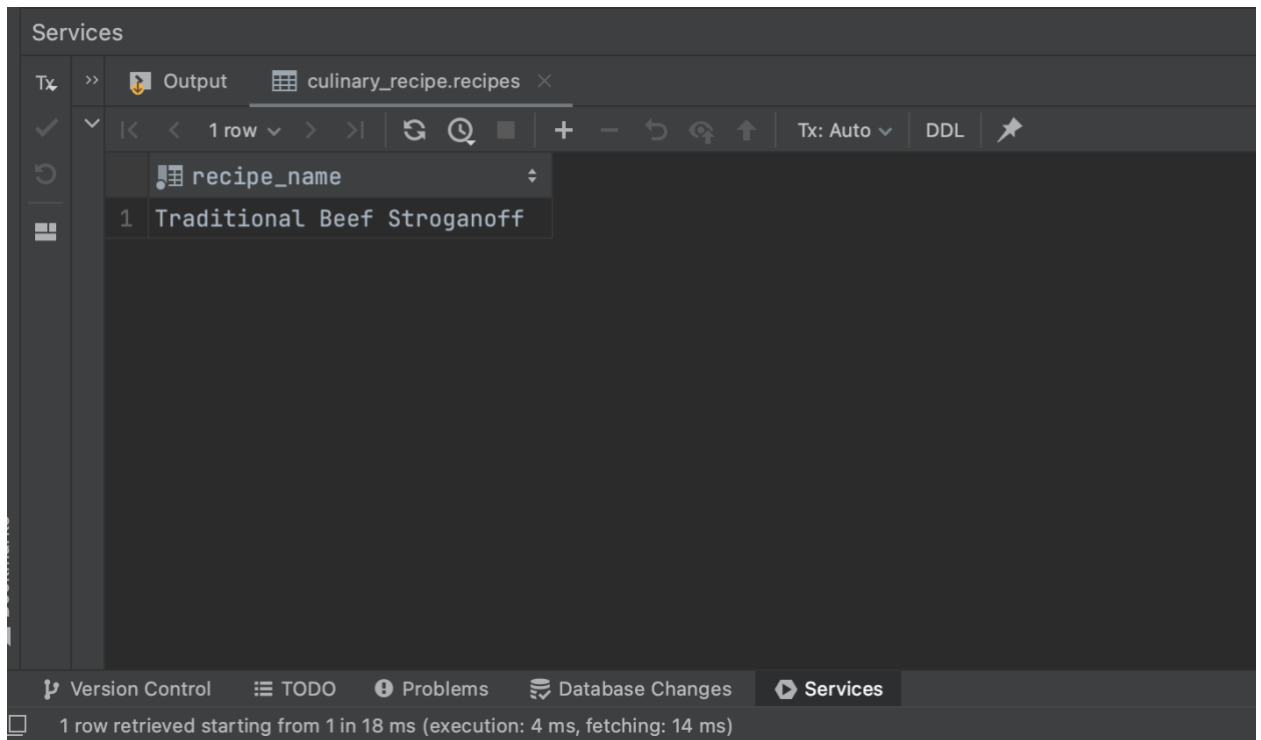 Services
Tx
Output culinary_recipe.recipes
1 row Tx: Auto DDL
recipe_name
1 Traditional Beef Stroganoff
Version Control TODO Problems Database Changes Services
1 row retrieved starting from 1 in 18 ms (execution: 4 ms, fetching: 14 ms)